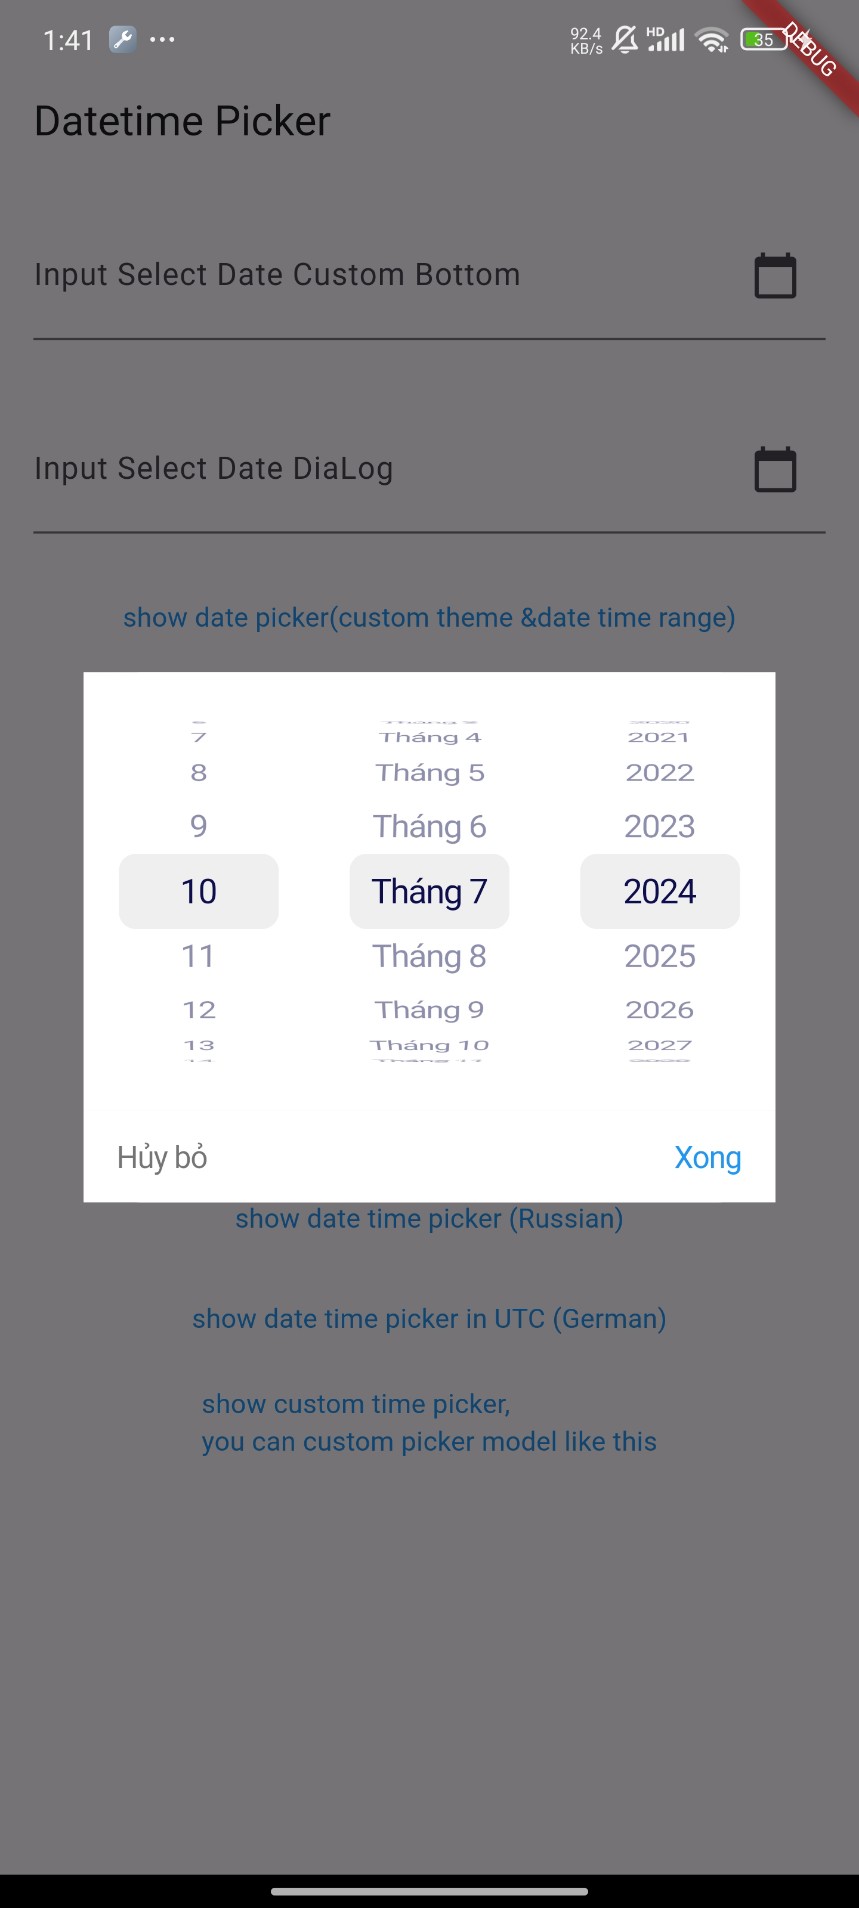 1:41
92.4
KB/s
HD
35
DEBUG
Datetime Picker
Input Select Date Custom Bottom
Input Select Date DiaLog
show date picker(custom theme &date time range)
7 Tháng 4 2021
8 Tháng 5 2022
9 Tháng 6 2023
10 Tháng 7 2024
11 Tháng 8 2025
12 Tháng 9 2026
13 Tháng 10 2027
Hủy bỏ Xong
show date time picker (Russian)
show date time picker in UTC (German)
show custom time picker,
you can custom picker model like this